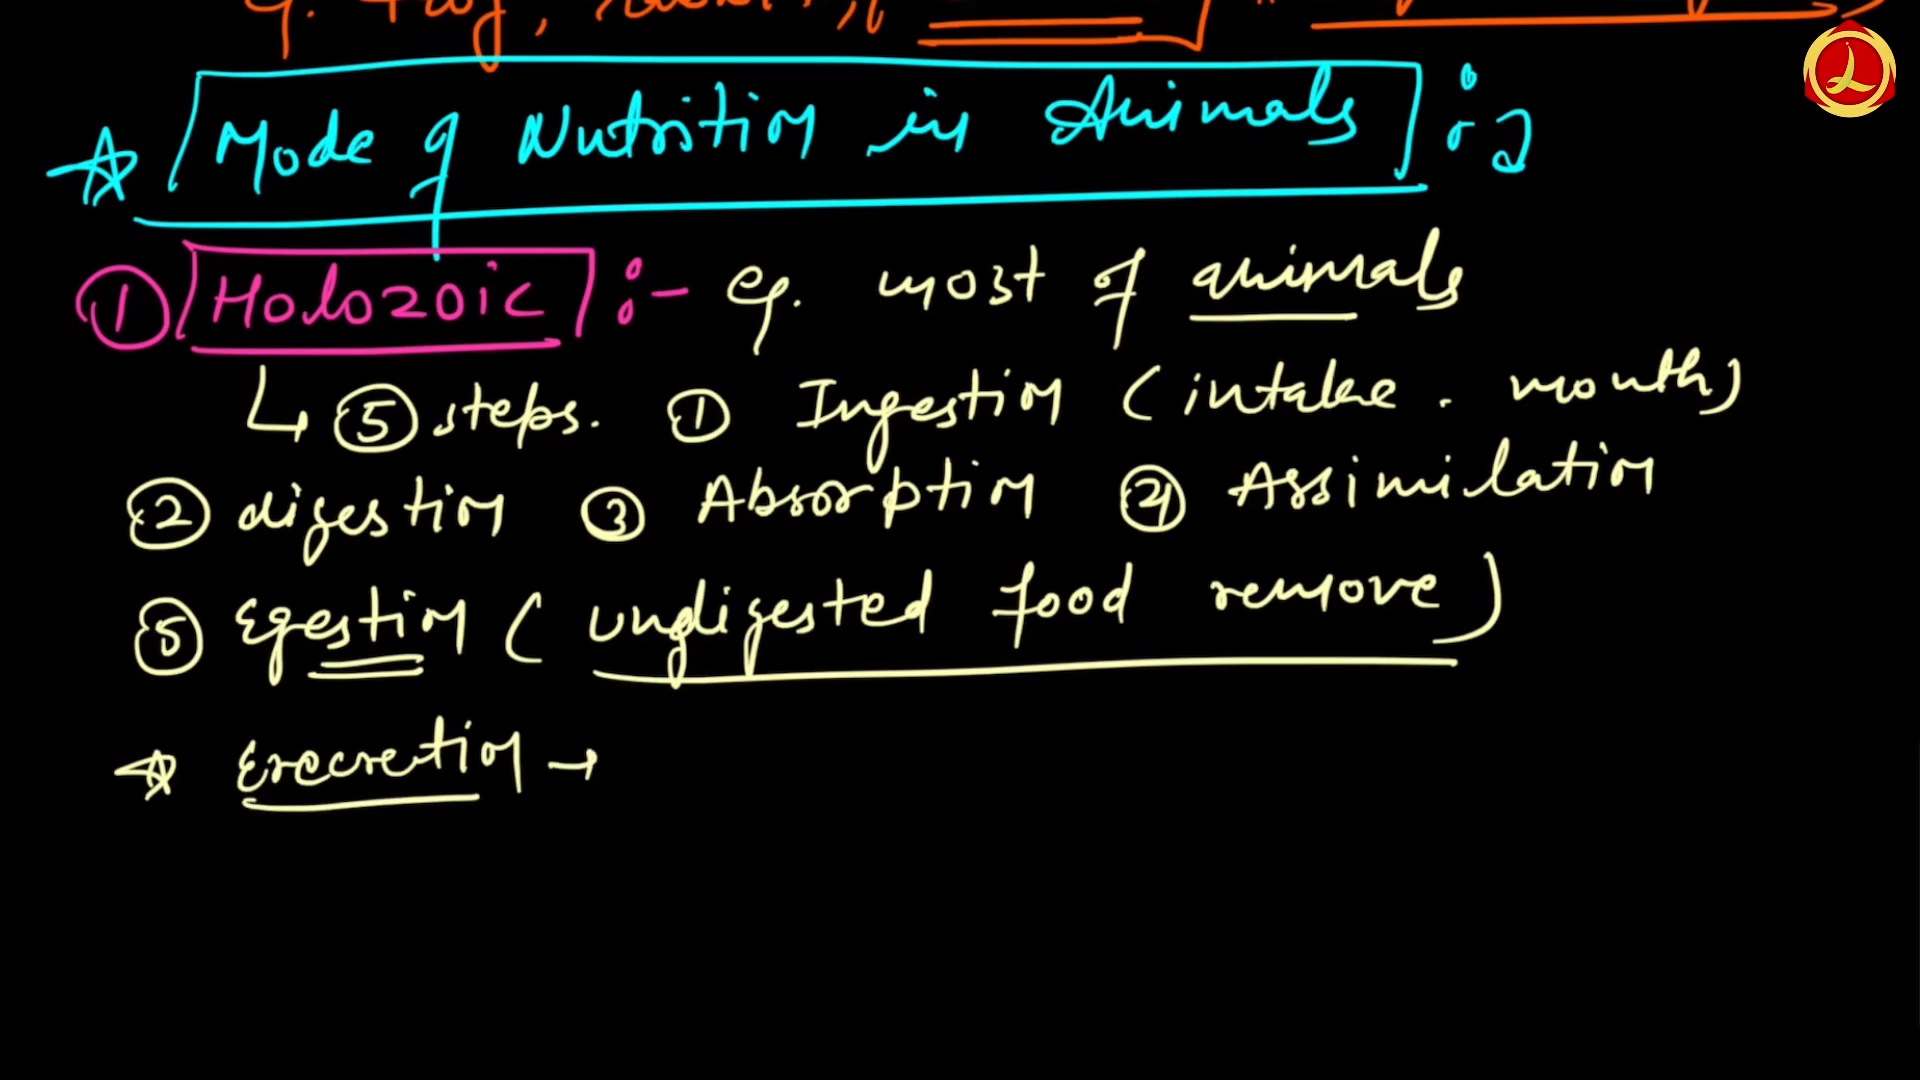 ★ Mode of Nutrition in Animals :-
① Holozoic :- eg. most of animals
↳ ⑤ steps. ① Ingestion (intake . mouth)
② digestion ③ Absorption ④ Assimilation
⑤ Egestion ( undigested food remove )
★ Excretion →